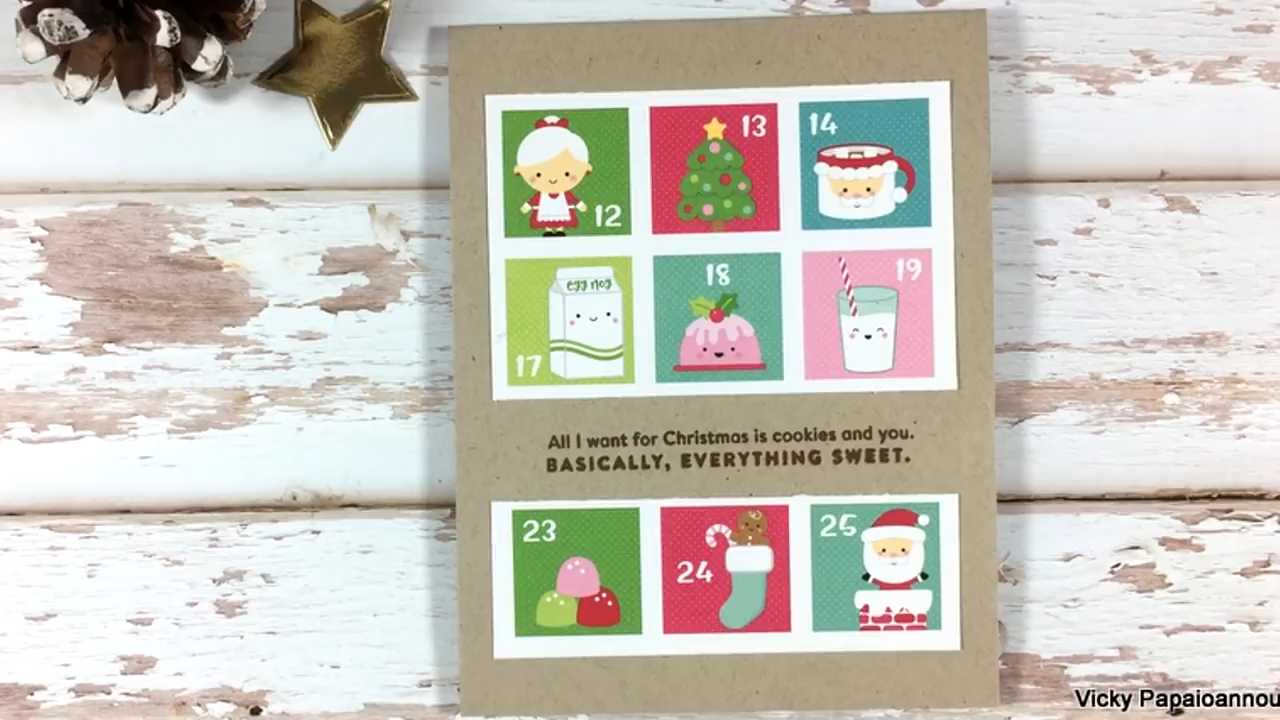 12
13
14
egg nog
17
18
19
All I want for Christmas is cookies and you.
BASICALLY, EVERYTHING SWEET.
23
24
25
Vicky Papaioannou